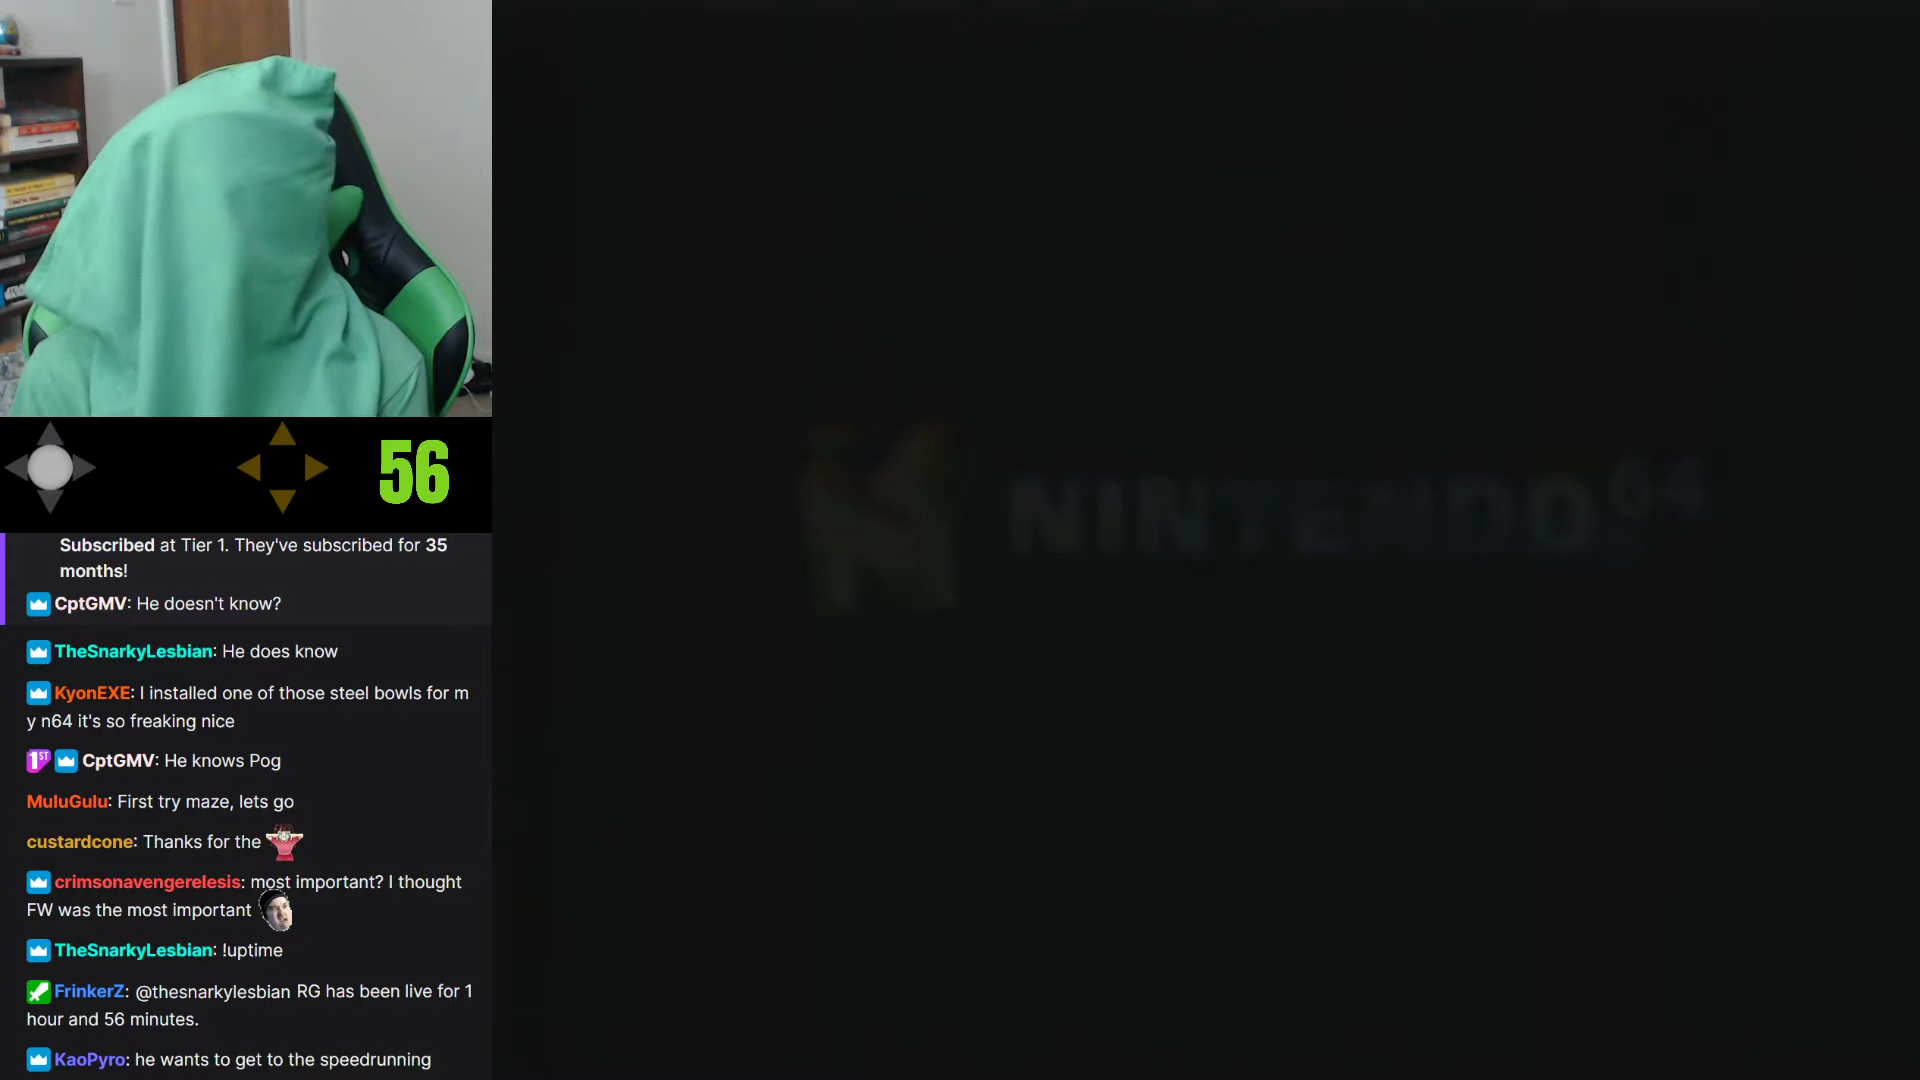 NINTENDO 64
56
Subscribed at Tier 1. They've subscribed for 35
months!
CptGMV: He doesn't know?
TheSnarkyLesbian: He does know
KyonEXE: I installed one of those steel bowls for m
y n64 it's so freaking nice
1ST CptGMV: He knows Pog
MuluGulu: First try maze, lets go
custardcone: Thanks for the
crimsonavengerelesis: most important? I thought
FW was the most important
TheSnarkyLesbian: !uptime
FrinkerZ: @thesnarkylesbian RG has been live for 1
hour and 56 minutes.
KaoPyro: he wants to get to the speedrunning